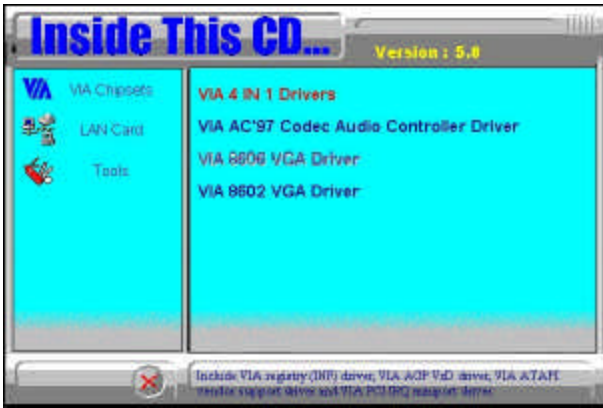 Inside This CD...
Version : 5.0
VIA VIA Chipsets
LAN Card
Tools
VIA 4 IN 1 Drivers
VIA AC'97 Codec Audio Controller Driver
VIA 8606 VGA Driver
VIA 8602 VGA Driver
Include VIA registry (INF) driver, VIA AGP VxD driver, VIA ATAPI
vendor support driver and VIA PCI IRQ miniport driver